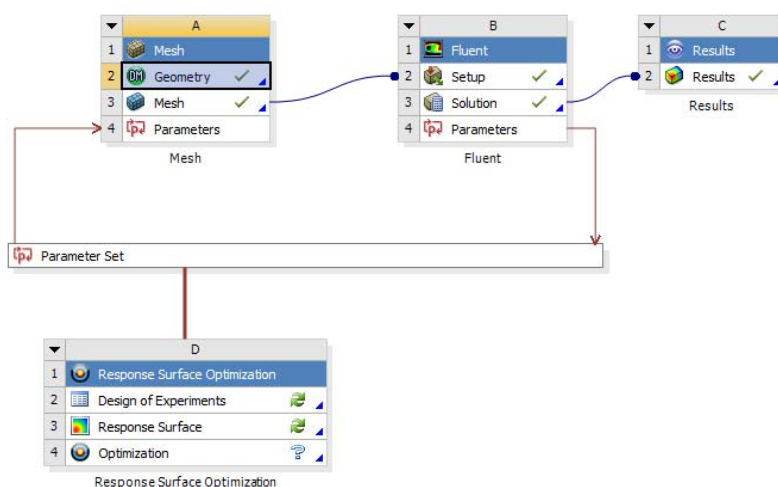 A
1 Mesh
2 DM Geometry
3 Mesh
4 Parameters
Mesh
B
1 Fluent
2 Setup
3 Solution
4 Parameters
Fluent
C
1 Results
2 Results
Results
Parameter Set
D
1 Response Surface Optimization
2 Design of Experiments
3 Response Surface
4 Optimization
Response Surface Optimization